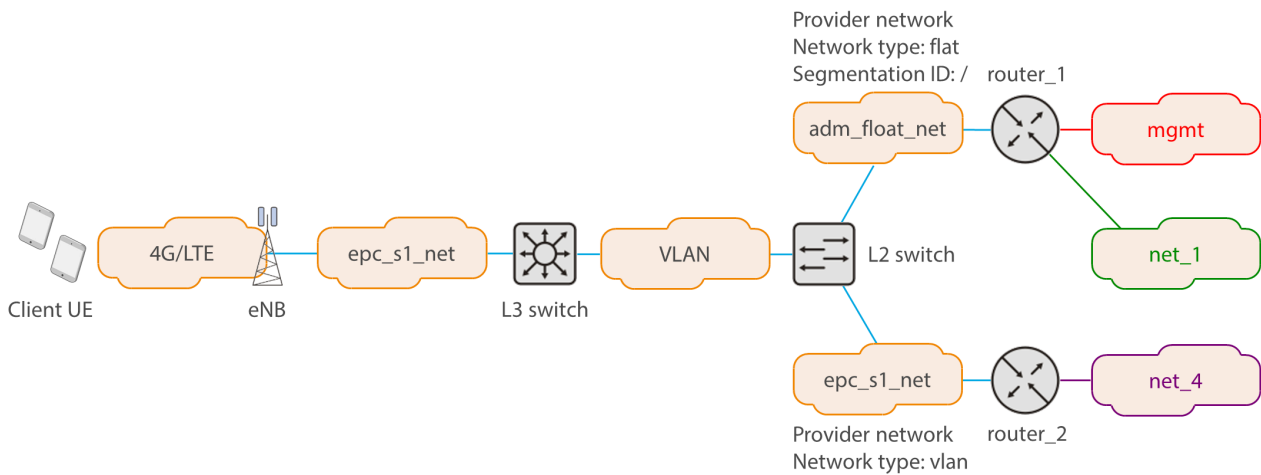 Provider network
Network type: flat
Segmentation ID: /
router_1
adm_float_net
mgmt
4G/LTE
epc_s1_net
VLAN
L2 switch
net_1
Client UE
eNB
L3 switch
epc_s1_net
net_4
Provider network
router_2
Network type: vlan